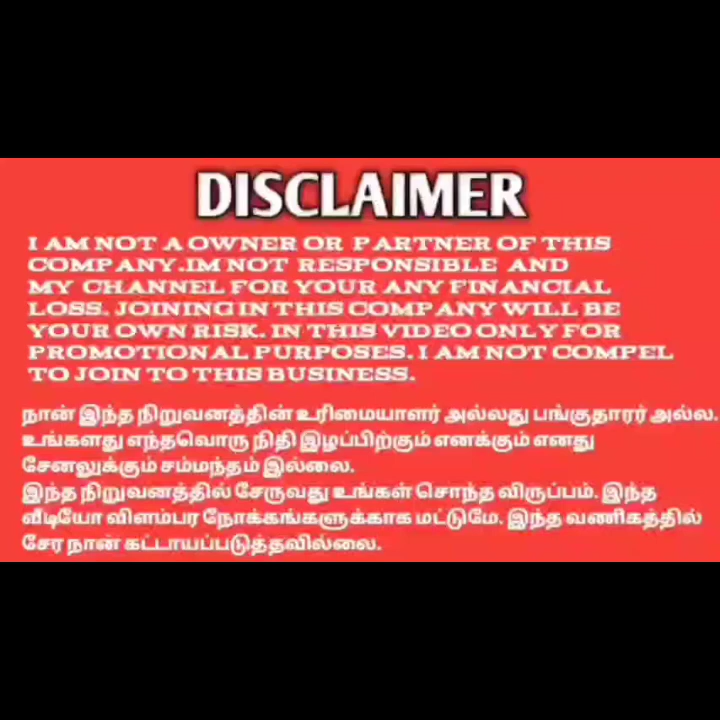 DISCLAIMER
I AM NOT A OWNER OR PARTNER OF THIS
COMPANY.IM NOT RESPONSIBLE AND
MY CHANNEL FOR YOUR ANY FINANCIAL
LOSS. JOINING IN THIS COMPANY WILL BE
YOUR OWN RISK. IN THIS VIDEO ONLY FOR
PROMOTIONAL PURPOSES. I AM NOT COMPEL
TO JOIN TO THIS BUSINESS.
நான் இந்த நிறுவனத்தின் உரிமையாளர் அல்லது பங்குதாரர் அல்ல.
உங்களது எந்தவொரு நிதி இழப்பிற்கும் எனக்கும் எனது
சேனலுக்கும் சம்மந்தம் இல்லை.
இந்த நிறுவனத்தில் சேருவது உங்கள் சொந்த விருப்பம். இந்த
வீடியோ விளம்பர நோக்கங்களுக்காக மட்டுமே. இந்த வணிகத்தில்
சேர நான் கட்டாயப்படுத்தவில்லை.